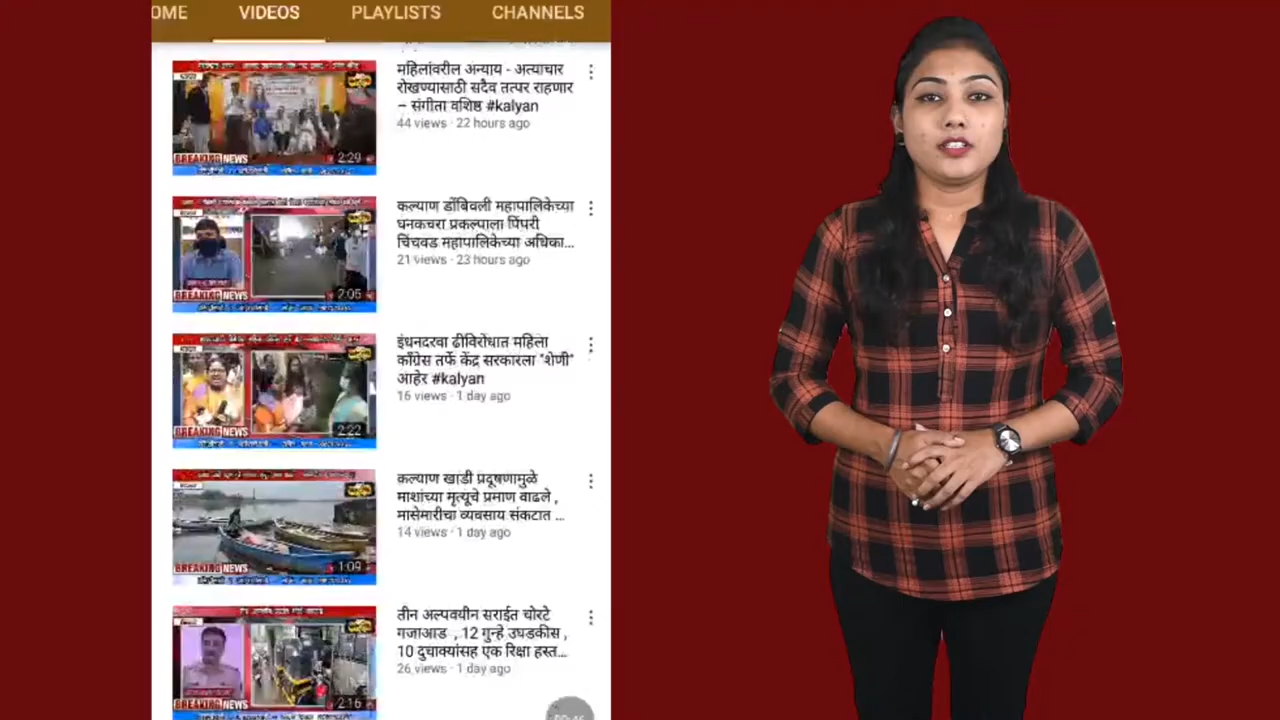 OME VIDEOS PLAYLISTS CHANNELS
महिलांवरील अन्याय - अत्याचार
रोखण्यासाठी सदैव तत्पर राहणार
– संगीता वशिष्ठ #kalyan
44 views · 22 hours ago
BREAKING NEWS
2:29
कल्याण डोंबिवली महापालिकेच्या
घनकचरा प्रकल्पाला पिंपरी
चिंचवड महापालिकेच्या अधिका...
21 views · 23 hours ago
BREAKING NEWS
2:05
इंधनदरवा ढीविरोधात महिला
काँग्रेस तर्फे केंद्र सरकारला "शेणी"
आहेर #kalyan
16 views · 1 day ago
BREAKING NEWS
2:22
कल्याण खाडी प्रदूषणामुळे
माशांच्या मृत्यूचे प्रमाण वाढले ,
मासेमारीचा व्यवसाय संकटात ...
14 views · 1 day ago
BREAKING NEWS
1:09
तीन अल्पवयीन सराईत चोरटे
गजाआड , 12 गुन्हे उघडकीस ,
10 दुचाक्यांसह एक रिक्षा हस्त...
26 views · 1 day ago
BREAKING NEWS
2:16